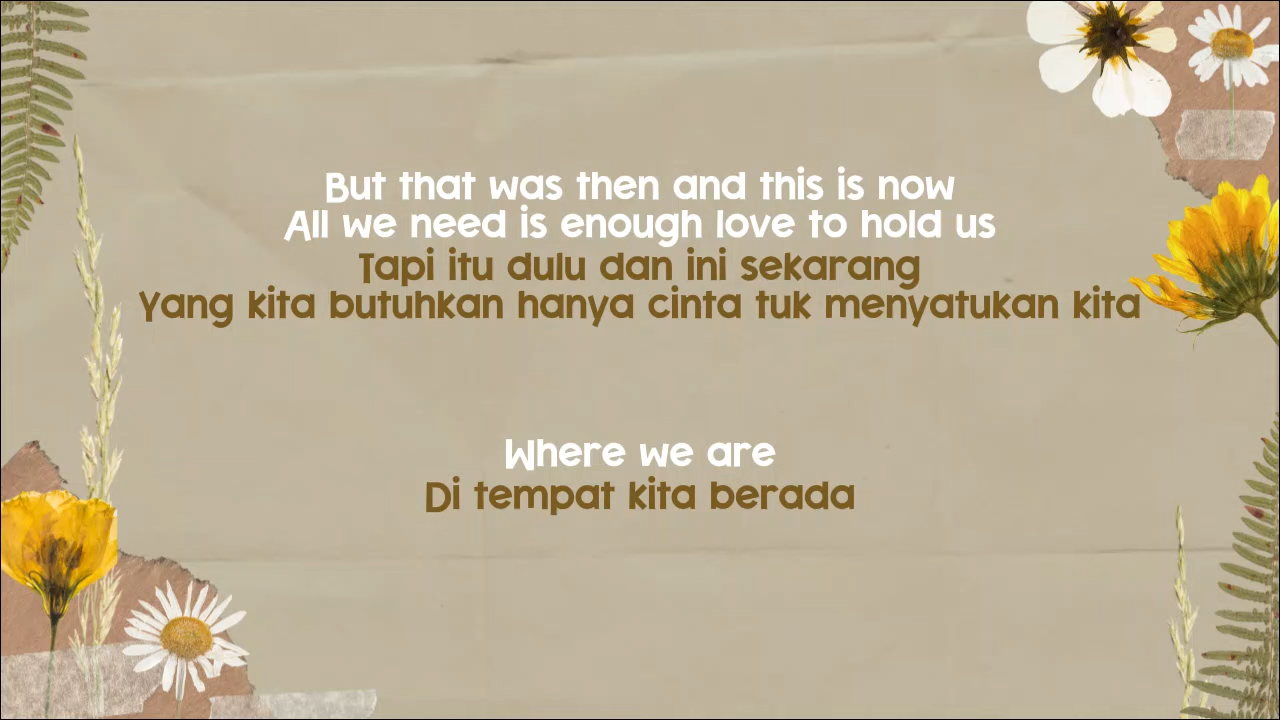 But that was then and this is now
All we need is enough love to hold us
Tapi itu dulu dan ini sekarang
Yang kita butuhkan hanya cinta tuk menyatukan kita
Where we are
Di tempat kita berada